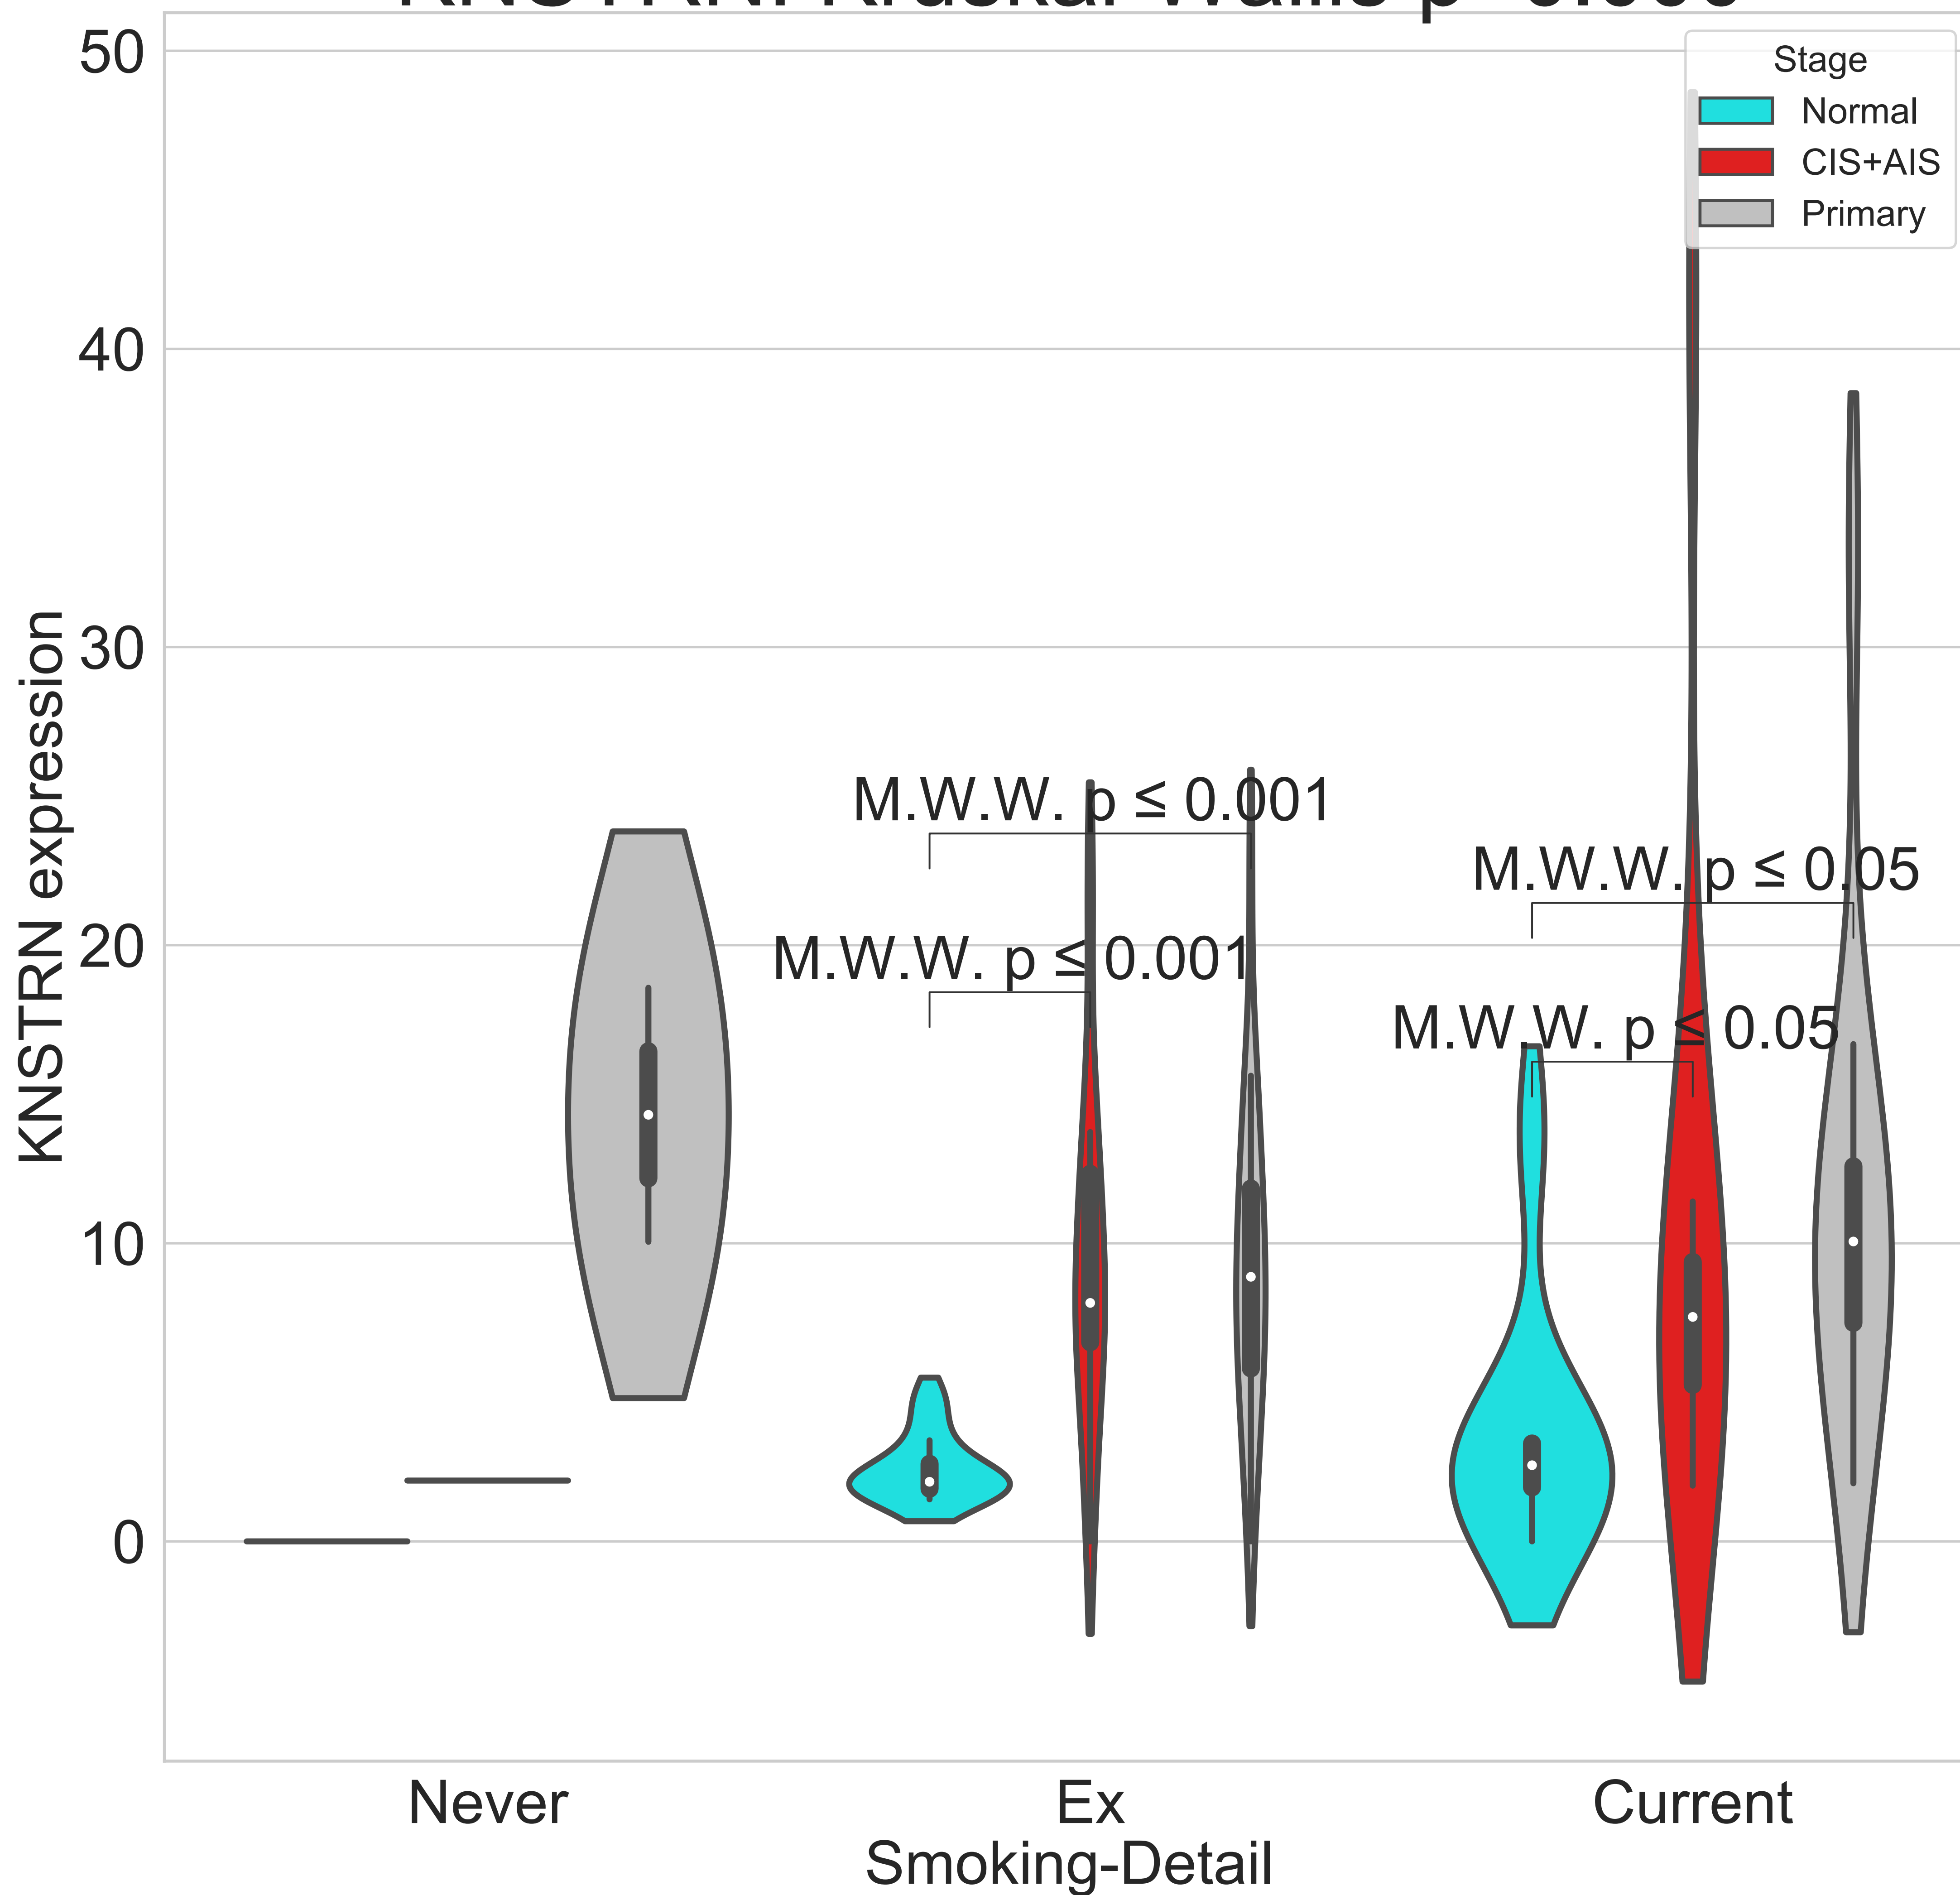 50
40
30
20
10
0
KNSTRN expression
Stage
Normal
CIS+AIS
Primary
M.W.W. p ≤ 0.001
M.W.W. p ≤ 0.05
M.W.W. p ≤ 0.001
M.W.W. p ≤ 0.05
Never
Ex
Current
Smoking-Detail